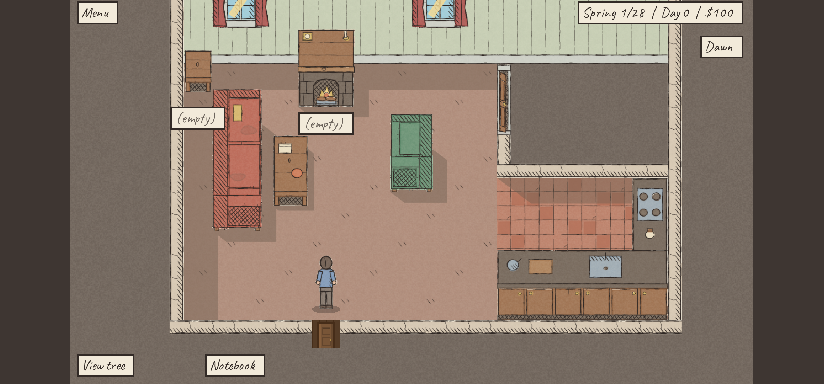 Menu
Spring 1/28 | Day 0 | $100
Dawn
(empty)
(empty)
View tree
Notebook